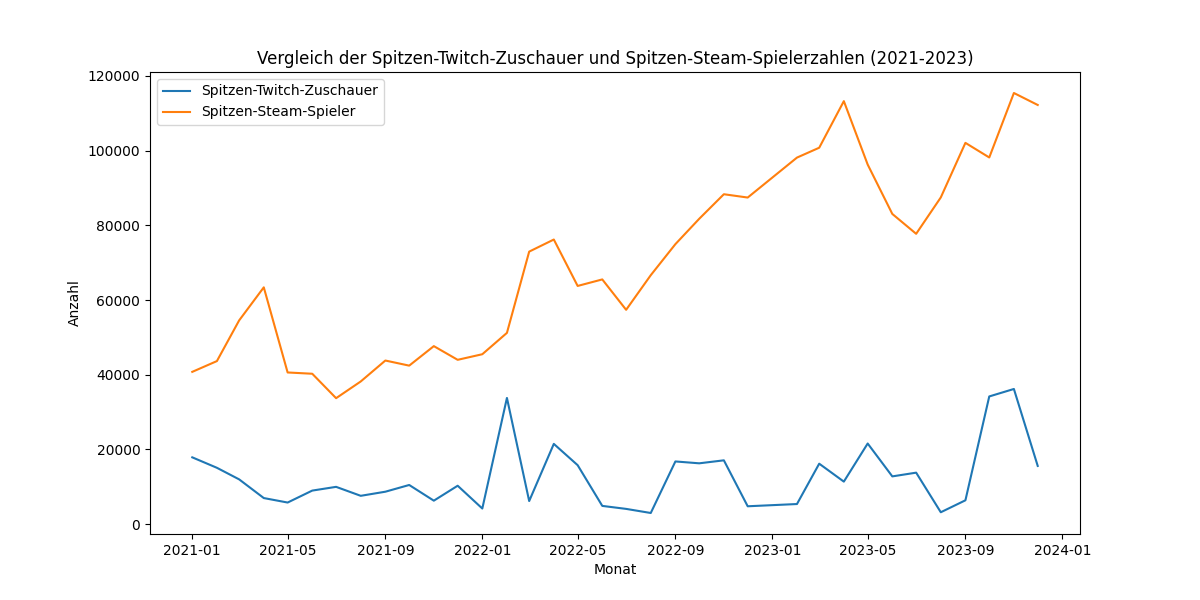 Vergleich der Spitzen-Twitch-Zuschauer und Spitzen-Steam-Spielerzahlen (2021-2023)
Spitzen-Twitch-Zuschauer
Spitzen-Steam-Spieler
120000
100000
80000
60000
40000
20000
0
Anzahl
2021-01 2021-05 2021-09 2022-01 2022-05 2022-09 2023-01 2023-05 2023-09 2024-01
Monat